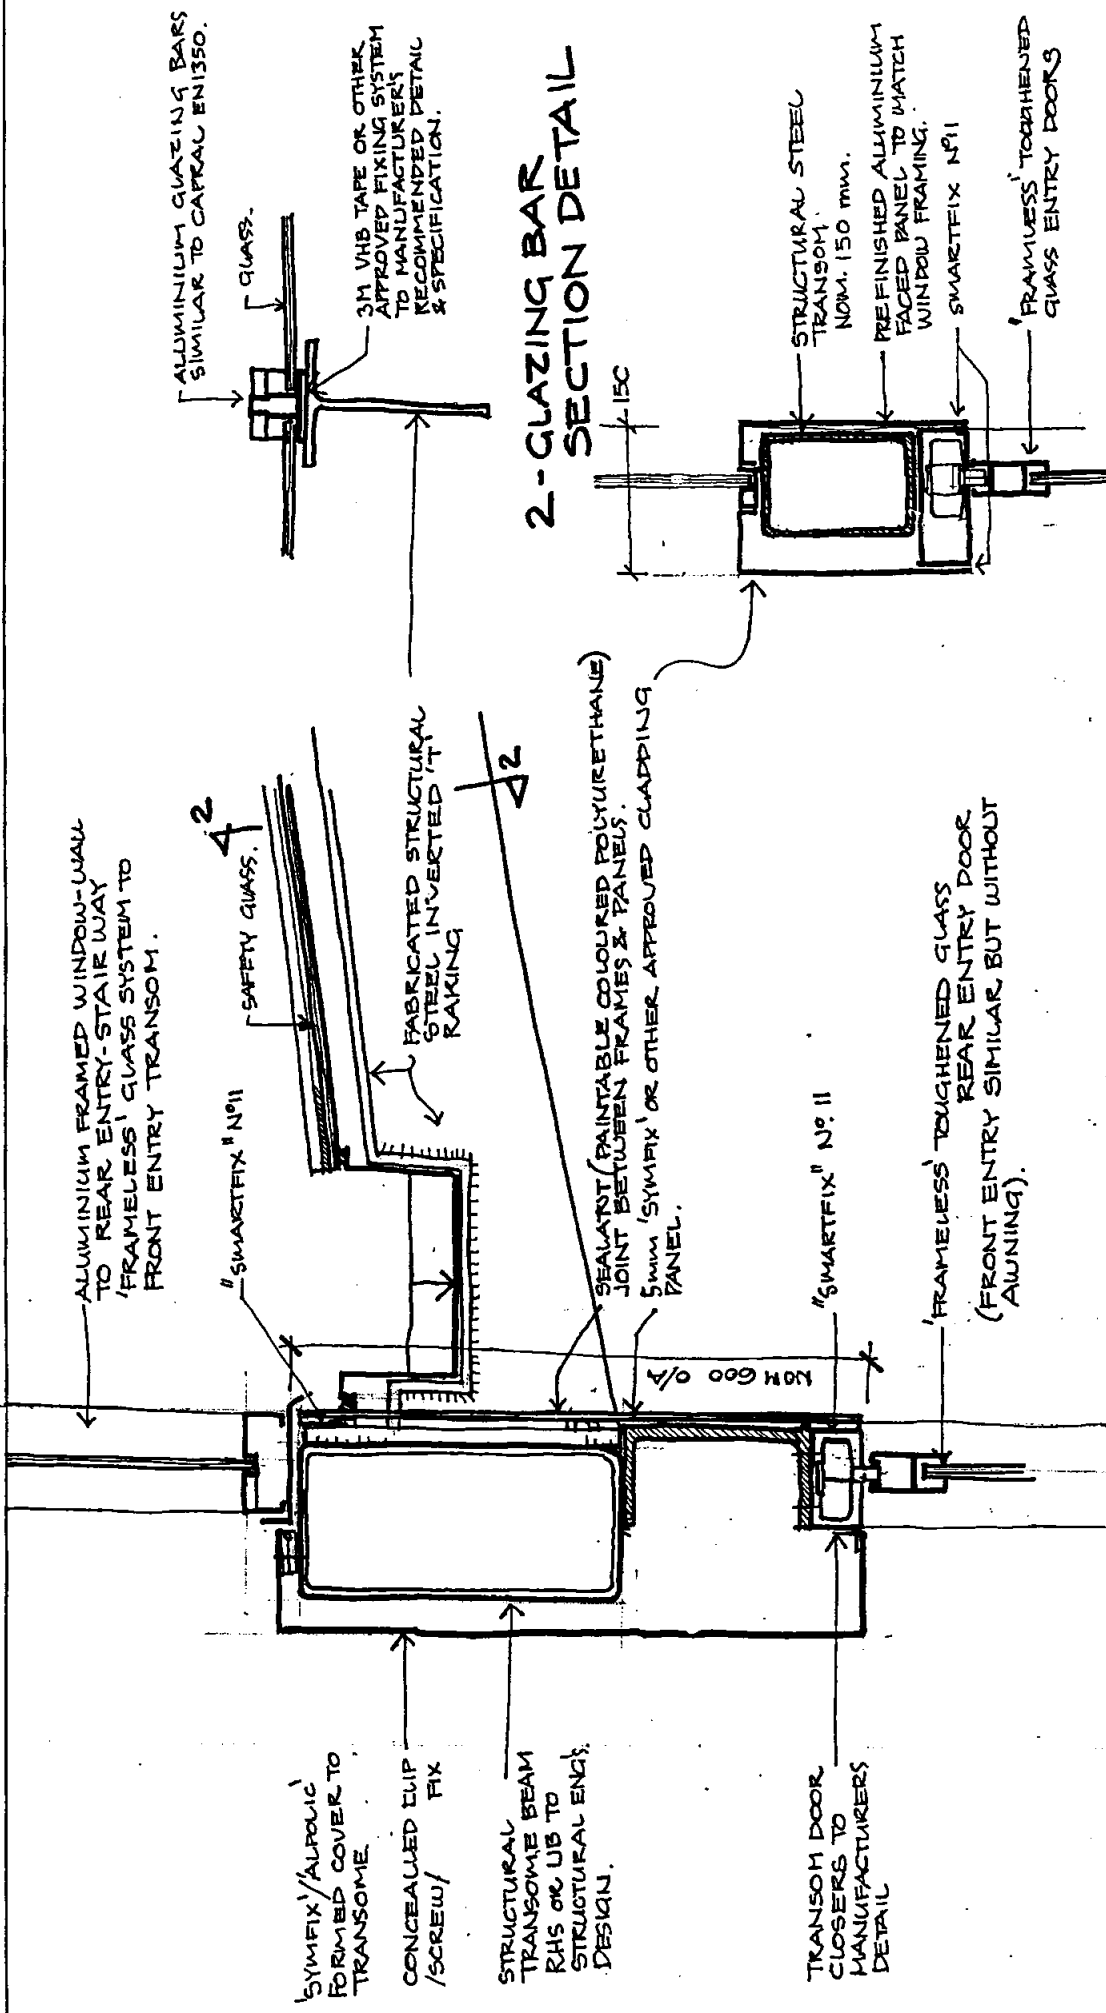 ALUMINIUM FRAMED WINDOW-WALL
TO REAR ENTRY-STAIR WAY
'FRAMELESS' GLASS SYSTEM TO
FRONT ENTRY TRANSOM.
"SMARTFIX" Nº11
SAFETY GLASS.
2
2
FABRICATED STRUCTURAL
STEEL INVERTED 'T'
RAKING
ALUMINIUM GLAZING BARS
SIMILAR TO CAPRAL EN1350.
GLASS.
3M VHB TAPE OR OTHER
APPROVED FIXING SYSTEM
TO MANUFACTURER'S
RECOMMENDED DETAIL
& SPECIFICATION.
2-GLAZING BAR
SECTION DETAIL
'SYMFIX'/'ALPOLIC'
FORMED COVER TO
TRANSOME
CONCEALLED CLIP
/SCREW/ FIX
STRUCTURAL
TRANSOME BEAM
RHS OR UB TO
STRUCTURAL ENG'S.
DESIGN.
TRANSOM DOOR
CLOSERS TO
MANUFACTURERS
DETAIL
NOM 600 O/A
SEALANT (PAINTABLE COLOURED POLYURETHANE)
JOINT BETWEEN FRAMES & PANELS.
5mm 'SYMFIX' OR OTHER APPROVED CLADDING
PANEL.
"SMARTFIX" Nº.11
'FRAMELESS' TOUGHENED GLASS
REAR ENTRY DOOR
(FRONT ENTRY SIMILAR BUT WITHOUT
AWNING).
150
STRUCTURAL STEEL
TRANSOM.
NOM. 150 mm.
PREFINISHED ALUMINIUM
FACED PANEL TO MATCH
WINDOW FRAMING.
SMARTFIX Nº11
'FRAMLESS' TOUGHENED
GLASS ENTRY DOORS